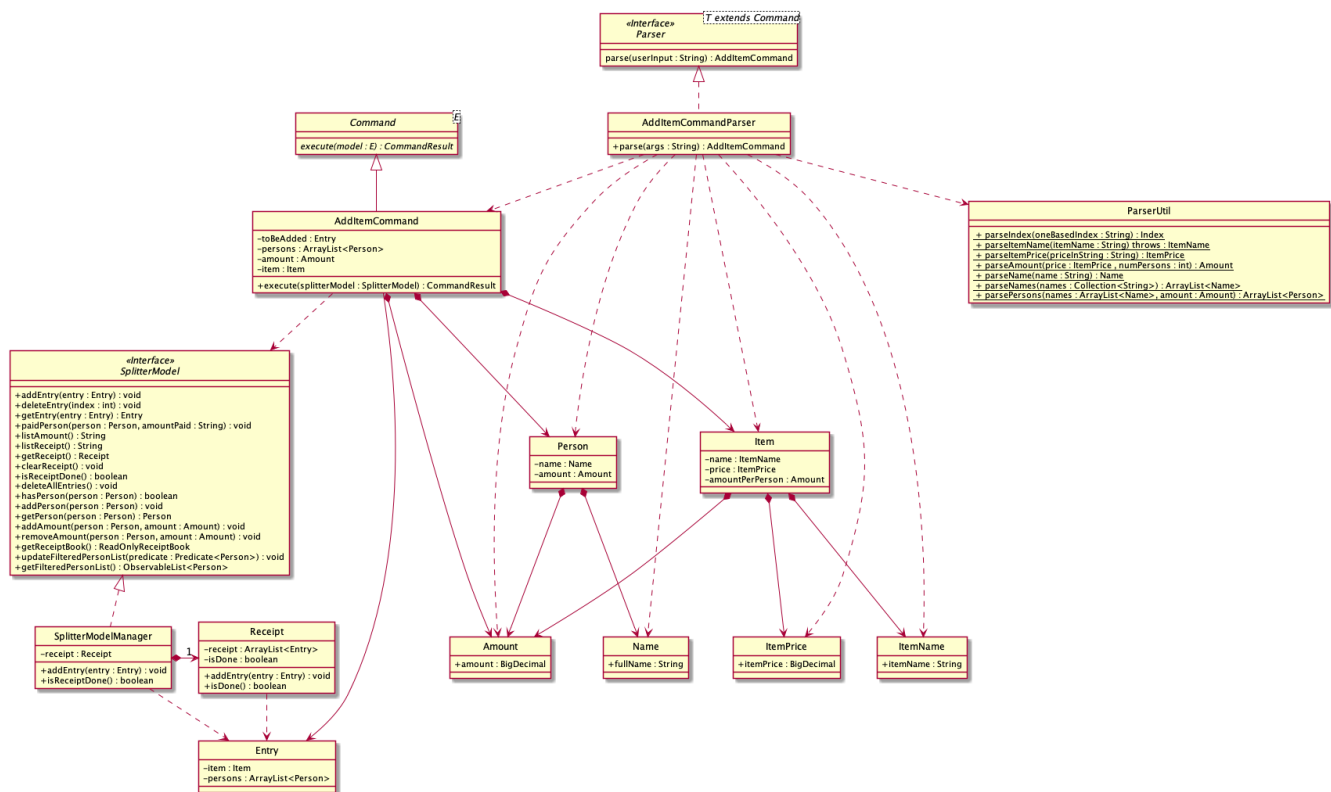 T extends Command
«Interface»
Parser
parse(userInput : String) : AddItemCommand
Command
E
execute(model : E) : CommandResult
AddItemCommandParser
+parse(args : String) : AddItemCommand
AddItemCommand
-toBeAdded : Entry
-persons : ArrayList<Person>
-amount : Amount
-item : Item
+execute(splitterModel : SplitterModel) : CommandResult
ParserUtil
+ parseIndex(oneBasedIndex : String) : Index
+ parseItemName(itemName : String) throws : ItemName
+ parseItemPrice(priceInString : String) : ItemPrice
+ parseAmount(price : ItemPrice , numPersons : int) : Amount
+ parseName(name : String) : Name
+ parseNames(names : Collection<String>) : ArrayList<Name>
+ parsePersons(names : ArrayList<Name>, amount : Amount) : ArrayList<Person>
«Interface»
SplitterModel
+addEntry(entry : Entry) : void
+deleteEntry(index : int) : void
+getEntry(entry : Entry) : Entry
+paidPerson(person : Person, amountPaid : String) : void
+listAmount() : String
+listReceipt() : String
+getReceipt() : Receipt
+clearReceipt() : void
+isReceiptDone() : boolean
+deleteAllEntries() : void
+hasPerson(person : Person) : boolean
+addPerson(person : Person) : void
+getPerson(person : Person) : Person
+addAmount(person : Person, amount : Amount) : void
+removeAmount(person : Person, amount : Amount) : void
+getReceiptBook() : ReadOnlyReceiptBook
+updateFilteredPersonList(predicate : Predicate<Person>) : void
+getFilteredPersonList() : ObservableList<Person>
Person
-name : Name
-amount : Amount
Item
-name : ItemName
-price : ItemPrice
-amountPerPerson : Amount
SplitterModelManager
-receipt : Receipt
+addEntry(entry : Entry) : void
+isReceiptDone() : boolean
1
Receipt
-receipt : ArrayList<Entry>
-isDone : boolean
+addEntry(entry : Entry) : void
+isDone() : boolean
Amount
+amount : BigDecimal
Name
+fullName : String
ItemPrice
+itemPrice : BigDecimal
ItemName
+itemName : String
Entry
-item : Item
-persons : ArrayList<Person>